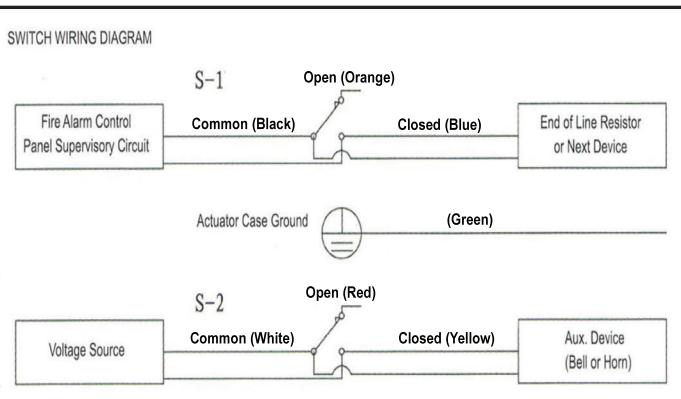 SWITCH WIRING DIAGRAM
S-1
Open (Orange)
Fire Alarm Control
Panel Supervisory Circuit
Common (Black)
Closed (Blue)
End of Line Resistor
or Next Device
Actuator Case Ground
(Green)
S-2
Open (Red)
Voltage Source
Common (White)
Closed (Yellow)
Aux. Device
(Bell or Horn)